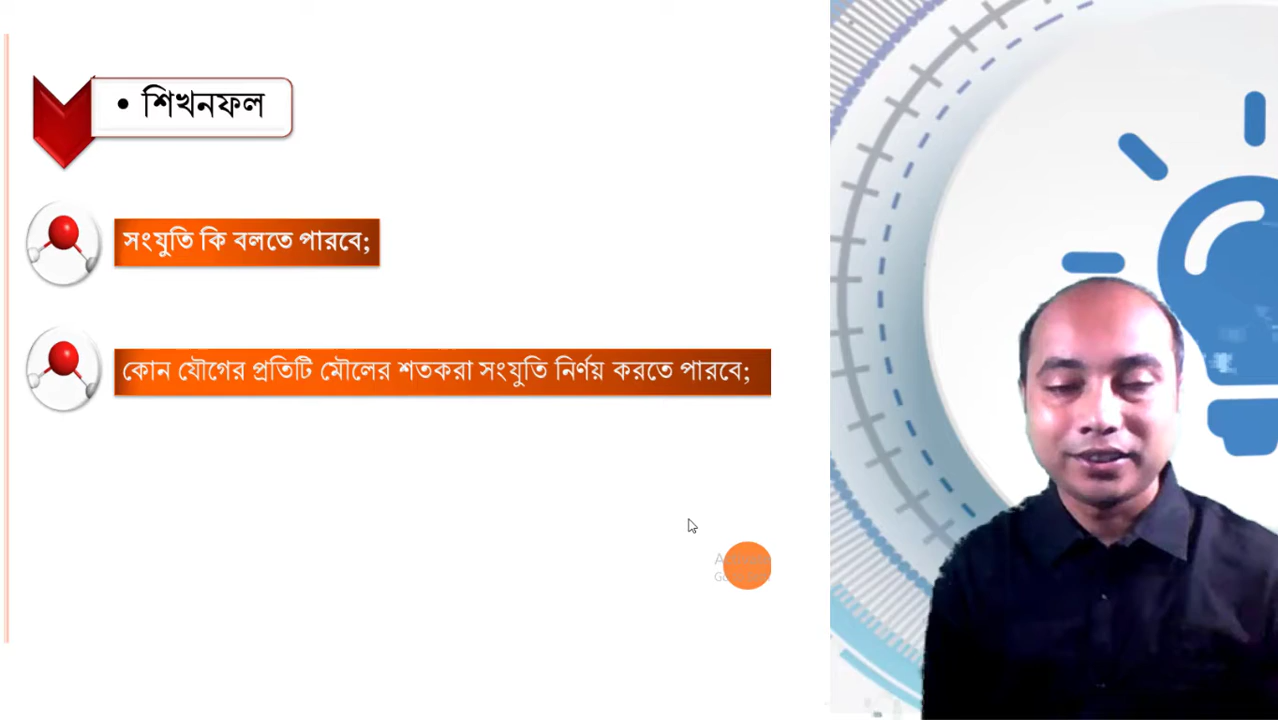 • শিখনফল
সংযুতি কি বলতে পারবে;
কোন যৌগের প্রতিটি মৌলের শতকরা সংযুতি নির্ণয় করতে পারবে;